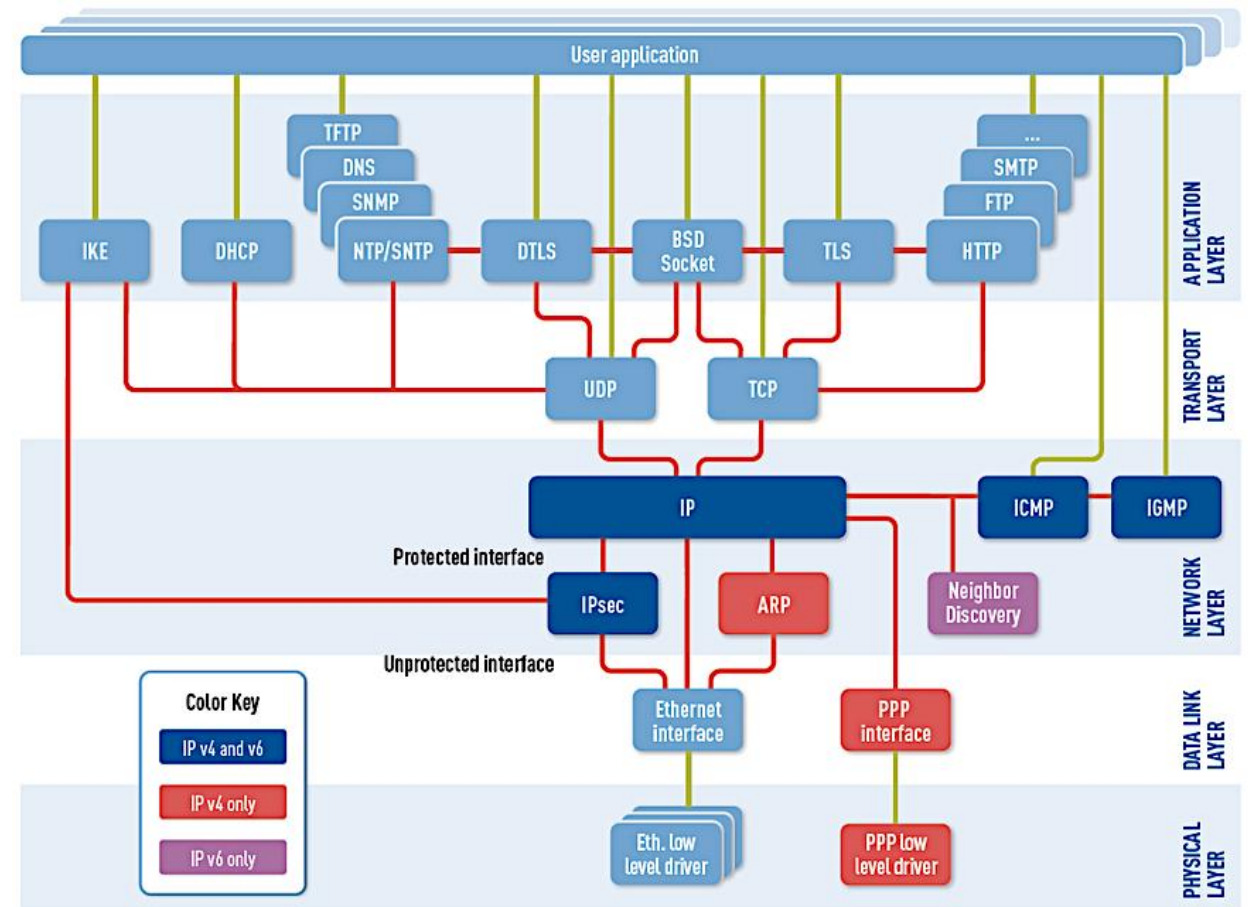 User application
TFTP
DNS
SNMP
NTP/SNTP
IKE
DHCP
DTLS
BSD
Socket
TLS
...
SMTP
FTP
HTTP
APPLICATION
LAYER
UDP
TCP
TRANSPORT
LAYER
IP
ICMP
IGMP
Protected interface
IPsec
ARP
Neighbor
Discovery
NETWORK
LAYER
Unprotected interface
Ethernet
interface
PPP
interface
DATA LINK
LAYER
Color Key
IP v4 and v6
IP v4 only
IP v6 only
Eth. low
level driver
PPP low
level driver
PHYSICAL
LAYER